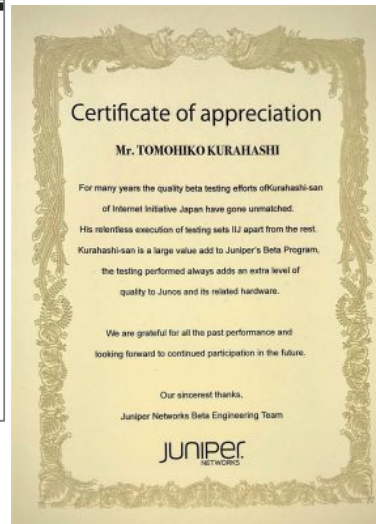 Certificate of appreciation
Mr. TOMOHIKO KURAHASHI
For many years the quality beta testing efforts ofKurahashi-san
of Internet Initiative Japan have gone unmatched.
His relentless execution of testing sets IIJ apart from the rest.
Kurahashi-san is a large value add to Juniper's Beta Program,
the testing performed always adds an extra level of
quality to Junos and its related hardware.
We are grateful for all the past performance and
looking forward to continued participation in the future.
Our sincerest thanks,
Juniper Networks Beta Engineering Team
JUNIPer
NETWORKS